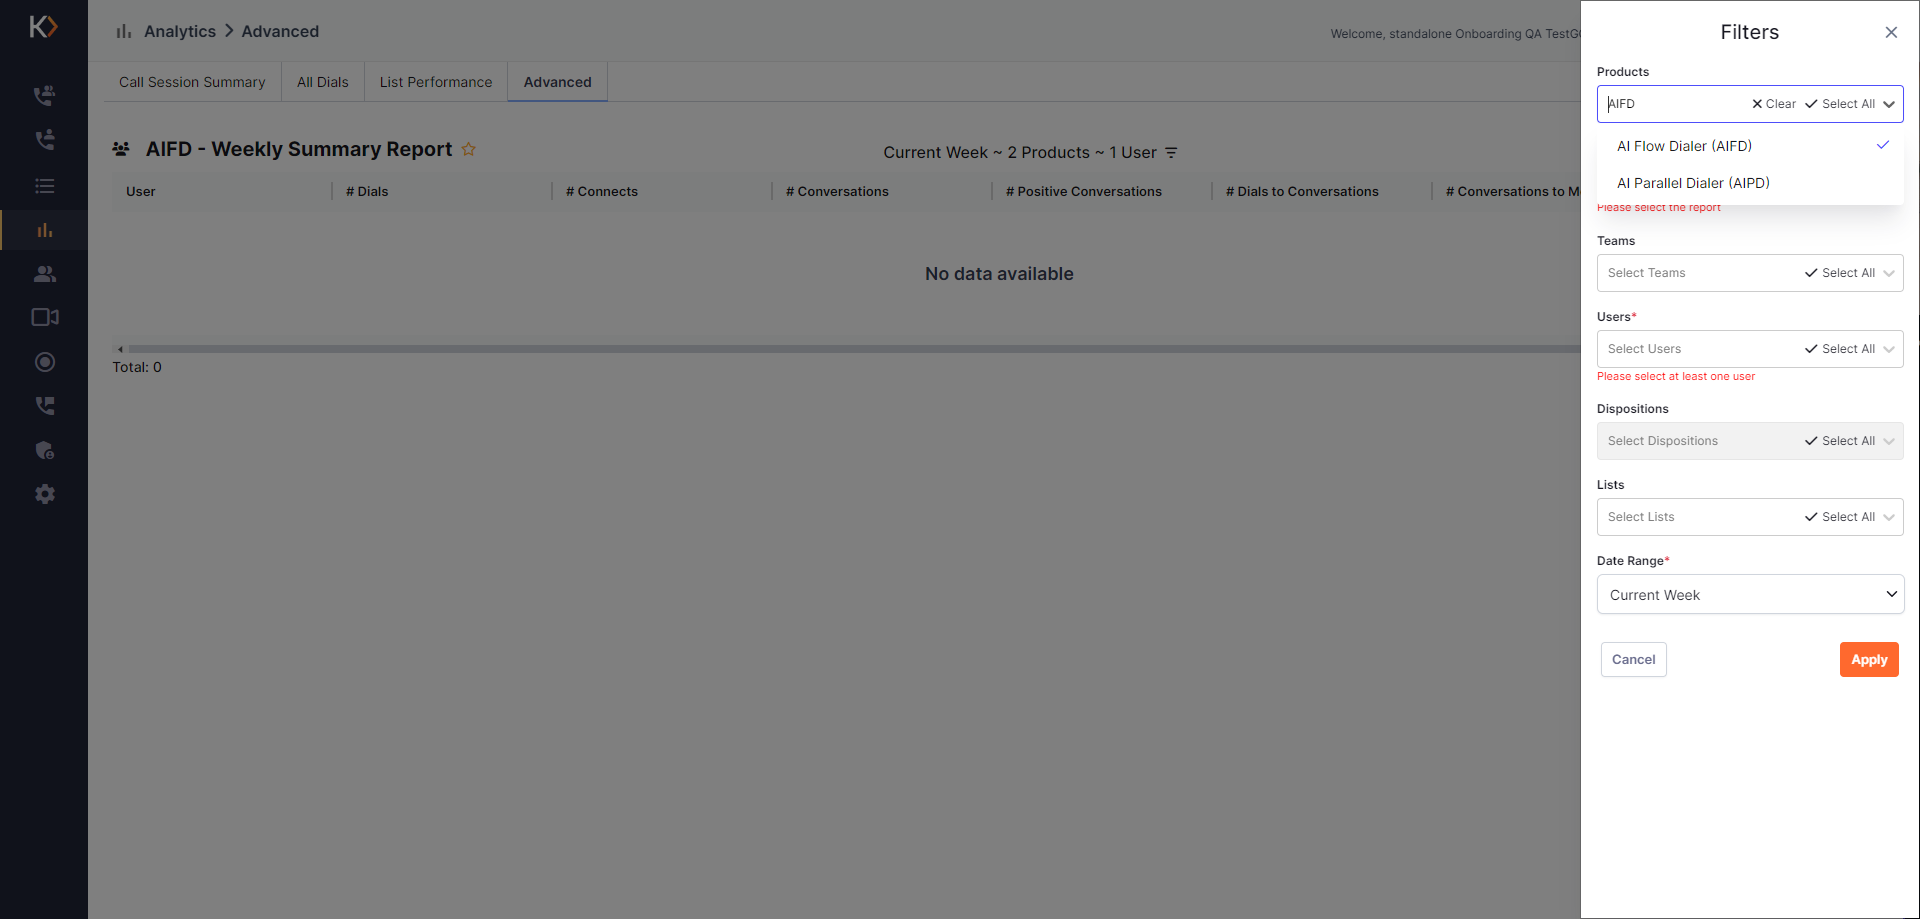 Analytics > Advanced
Welcome, standalone Onboarding QA TestG
Call Session Summary
All Dials
List Performance
Advanced
AIFD - Weekly Summary Report
Current Week ~ 2 Products ~ 1 User
User
# Dials
# Connects
# Conversations
# Positive Conversations
# Dials to Conversations
# Conversations to M
No data available
Total: 0
Filters
Products
AIFD
Clear
Select All
AI Flow Dialer (AIFD)
AI Parallel Dialer (AIPD)
Please select the report
Teams
Select Teams
Select All
Users*
Select Users
Select All
Please select at least one user
Dispositions
Select Dispositions
Select All
Lists
Select Lists
Select All
Date Range*
Current Week
Cancel
Apply